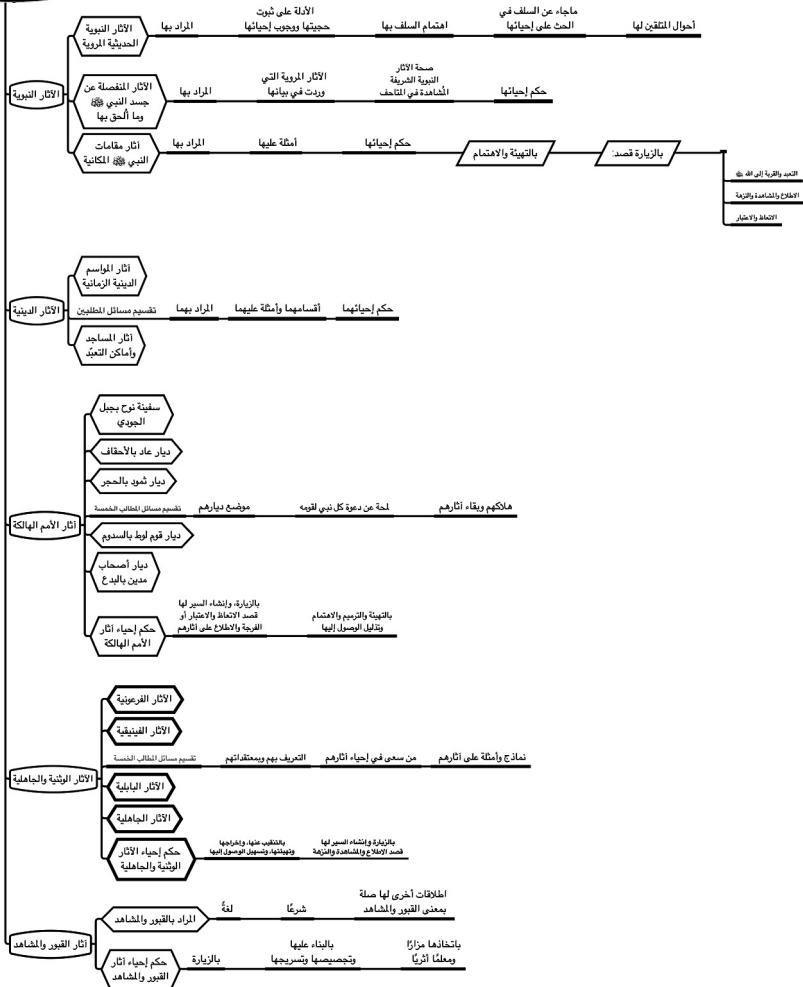 الآثار النبوية
الآثار النبوية
الحديثية المروية
المراد بها
الأدلة على ثبوت
حجيتها ووجوب إحيائها
اهتمام السلف بها
ماجاء عن السلف في
الحث على إحيائها
أحوال المتلقين لها
الآثار المنفصلة عن
جسد النبي ﷺ
وما أُلحق بها
المراد بها
الآثار المروية التي
وردت في بيانها
صحة الآثار
النبوية الشريفة
المُشاهدة في المتاحف
حكم إحيائها
آثار مقامات
النبي ﷺ المكانية
المراد بها
أمثلة عليها
حكم إحيائها
بالتهيئة والاهتمام
بالزيارة قصد:
الاطلاع والمشاهدة والنزهة
الاتعاظ والاعتبار
الآثار الدينية
آثار المواسم
الدينية الزمانية
تقسيم مسائل المطلبين
المراد بهما
أقسامهما وأمثلة عليهما
حكم إحيائهما
آثار المساجد
وأماكن التعبّد
آثار الأمم الهالكة
سفينة نوح بجبل
الجودي
ديار عاد بالأحقاف
ديار ثمود بالحجر
تقسيم مسائل المطالب الخمسة
موضع ديارهم
لمحة عن دعوة كل نبي لقومه
هلاكهم وبقاء آثارهم
ديار قوم لوط بالسدوم
ديار أصحاب
مدين بالبدع
حكم إحياء آثار
الأمم الهالكة
بالزيارة، وإنشاء السير لها
قصد الاتعاظ والاعتبار أو
الفرجة والاطلاع على آثارهم
بالتهيئة والترميم والاهتمام
وتذليل الوصول إليها
الآثار الوثنية والجاهلية
الآثار الفرعونية
الآثار الفينيقية
تقسيم مسائل المطالب الخمسة
التعريف بهم وبمعتقداتهم
من سعى في إحياء آثارهم
نماذج وأمثلة على آثارهم
الآثار البابلية
الآثار الجاهلية
حكم إحياء الآثار
الوثنية والجاهلية
بالتنقيب عنها، وإخراجها
وتهيئتها، وتسهيل الوصول إليها
بالزيارة وإنشاء السير لها
قصد الاطلاع والمشاهدة والنزهة
آثار القبور والمشاهد
المراد بالقبور والمشاهد
لغةً
شرعًا
اطلاقات أخرى لها صلة
بمعنى القبور والمشاهد
حكم إحياء آثار
القبور والمشاهد
بالزيارة
بالبناء عليها
وتجصيصها وتسريجها
باتخاذها مزارًا
ومعلمًا أثريًا